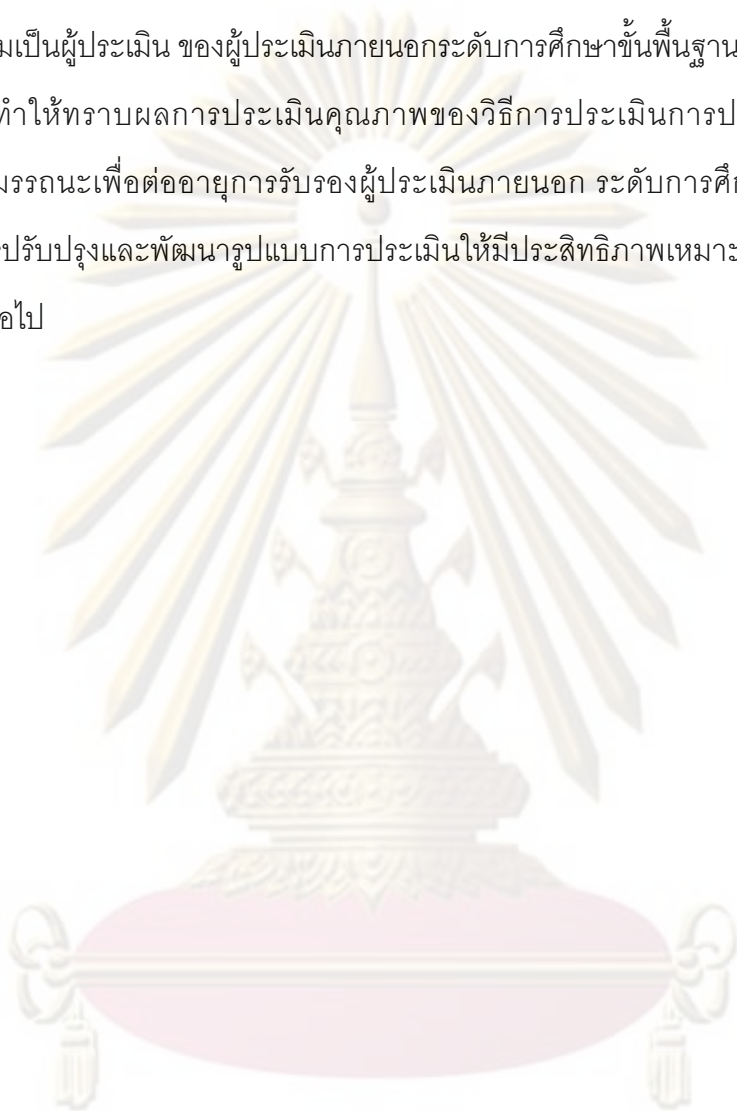 มเป็นผู้ประเมิน ของผู้ประเมินภายนอกระดับการศึกษาขั้นพื้นฐาน
ทำให้ทราบผลการประเมินคุณภาพของวิธีการประเมินการป
มรรถนะเพื่อต่ออายุการรับรองผู้ประเมินภายนอก ระดับการศึก
รปรับปรุงและพัฒนารูปแบบการประเมินให้มีประสิทธิภาพเหมาะ
อไป